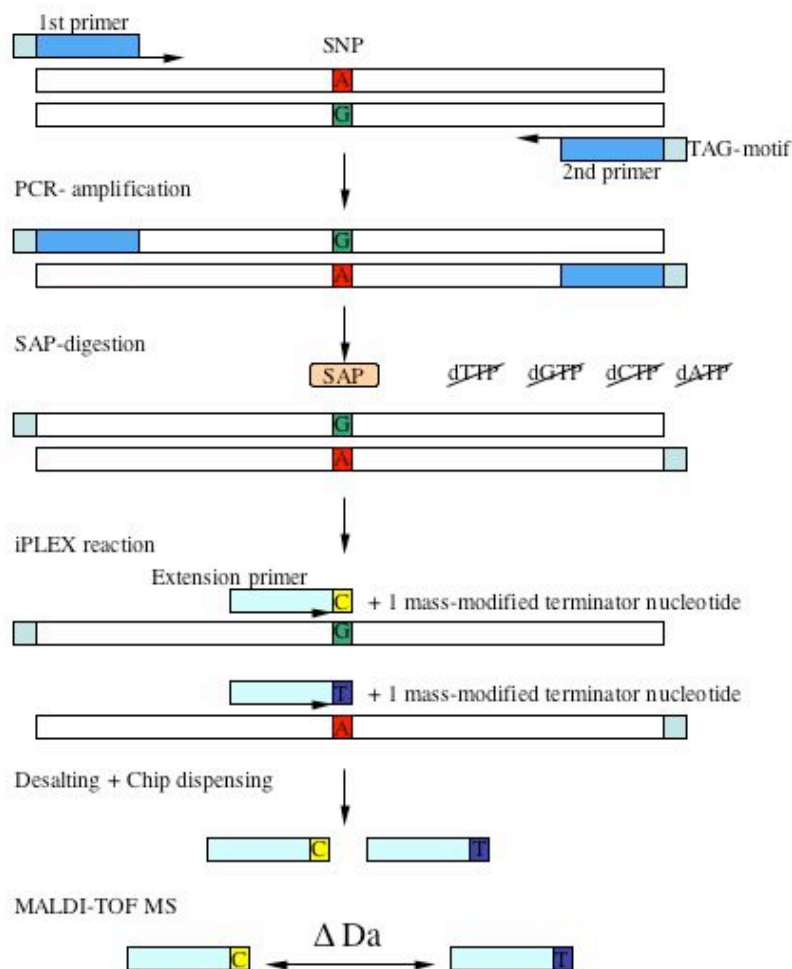 1st primer
SNP
A
G
TAG-motif
2nd primer
PCR- amplification
G
A
SAP-digestion
SAP dTTP dGTP dCTP dATP
G
A
iPLEX reaction
Extension primer
C + 1 mass-modified terminator nucleotide
G
T + 1 mass-modified terminator nucleotide
A
Desalting + Chip dispensing
C T
MALDI-TOF MS
Δ Da
C T